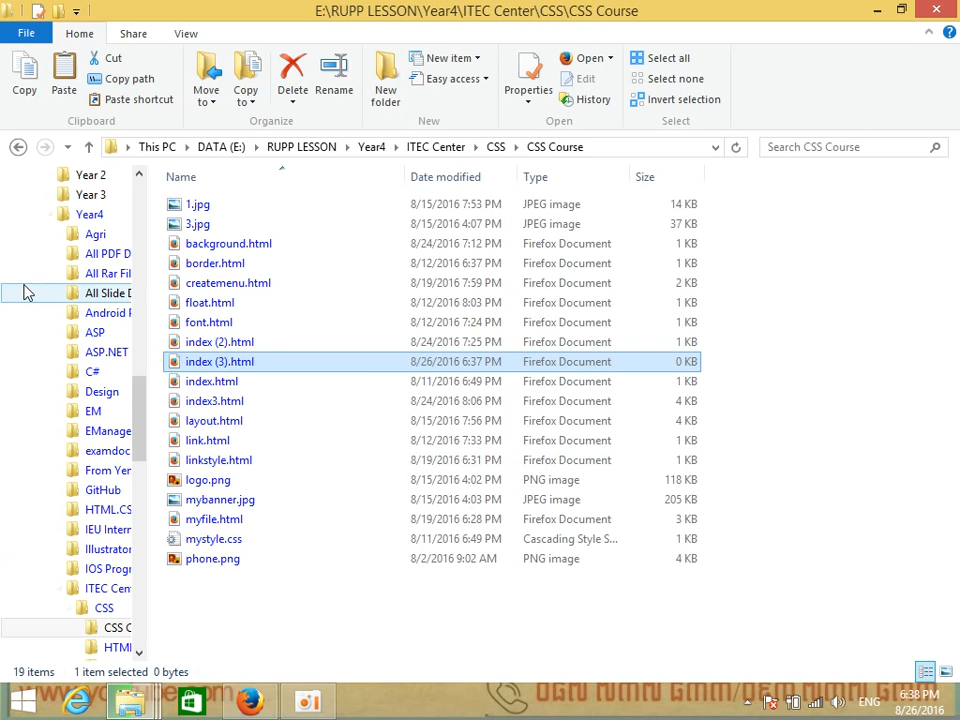 E:\RUPP LESSON\Year4\ITEC Center\CSS\CSS Course
File Home Share View
Copy
Paste
Cut
Copy path
Paste shortcut
Clipboard
Move to
Copy to
Delete
Rename
Organize
New folder
New item
Easy access
New
Properties
Open
Edit
History
Open
Select all
Select none
Invert selection
Select
This PC DATA (E:) RUPP LESSON Year4 ITEC Center CSS CSS Course
Search CSS Course
Year 2
Year 3
Year4
Agri
All PDF D
All Rar Fil
All Slide D
Android F
ASP
ASP.NET
C#
Design
EM
EManage
examdoc
From Yen
GitHub
HTML.CS
IEU Intern
Illustrator
IOS Progr
ITEC Cen
CSS
CSS C
HTML
Name Date modified Type Size
1.jpg 8/15/2016 7:53 PM JPEG image 14 KB
3.jpg 8/15/2016 4:07 PM JPEG image 37 KB
background.html 8/24/2016 7:12 PM Firefox Document 1 KB
border.html 8/12/2016 6:37 PM Firefox Document 1 KB
createmenu.html 8/19/2016 7:59 PM Firefox Document 2 KB
float.html 8/12/2016 8:03 PM Firefox Document 1 KB
font.html 8/12/2016 7:24 PM Firefox Document 1 KB
index (2).html 8/24/2016 7:25 PM Firefox Document 1 KB
index (3).html 8/26/2016 6:37 PM Firefox Document 0 KB
index.html 8/11/2016 6:49 PM Firefox Document 1 KB
index3.html 8/24/2016 8:06 PM Firefox Document 4 KB
layout.html 8/15/2016 7:56 PM Firefox Document 4 KB
link.html 8/12/2016 7:33 PM Firefox Document 1 KB
linkstyle.html 8/19/2016 6:31 PM Firefox Document 1 KB
logo.png 8/15/2016 4:02 PM PNG image 118 KB
mybanner.jpg 8/15/2016 4:03 PM JPEG image 205 KB
myfile.html 8/19/2016 6:28 PM Firefox Document 3 KB
mystyle.css 8/11/2016 6:49 PM Cascading Style S... 1 KB
phone.png 8/2/2016 9:02 AM PNG image 4 KB
19 items 1 item selected 0 bytes
ENG
6:38 PM
8/26/2016